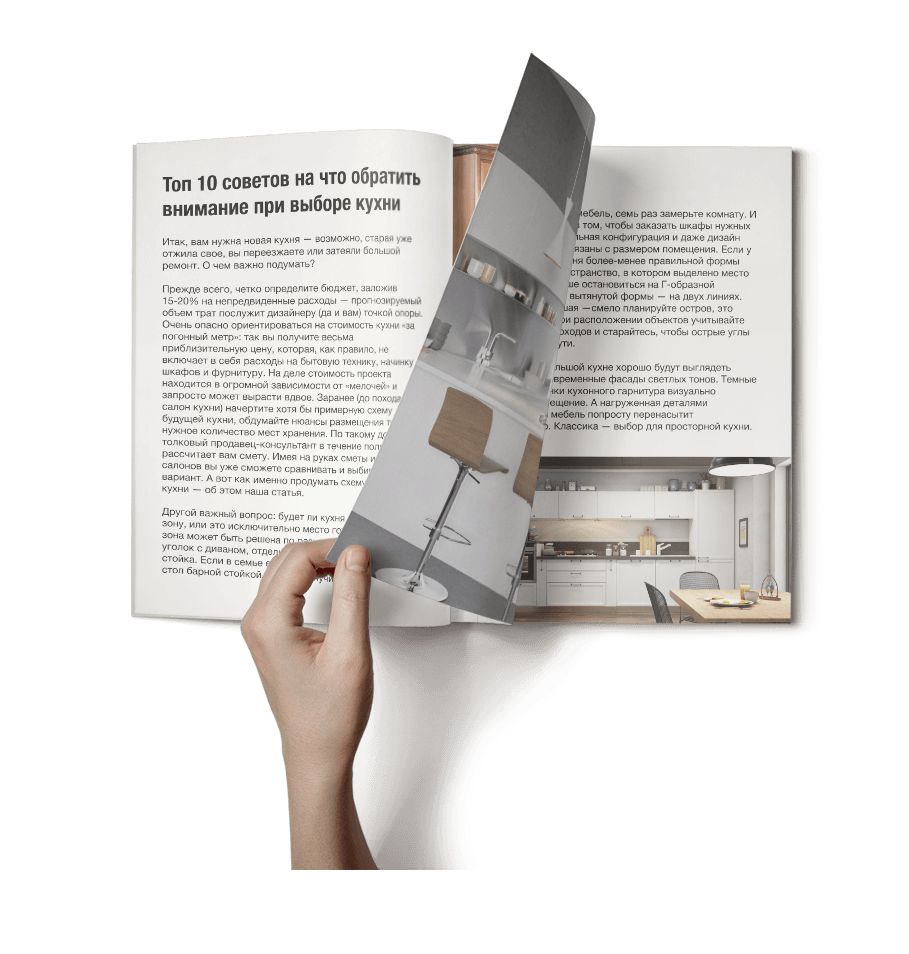 Топ 10 советов на что обратить
внимание при выборе кухни
Итак, вам нужна новая кухня — возможно, старая уже
отжила свое, вы переезжаете или затеяли большой
ремонт. О чем важно подумать?
Прежде всего, четко определите бюджет, заложив
15-20% на непредвиденные расходы — прогнозируемый
объем трат послужит дизайнеру (да и вам) точкой опоры.
Очень опасно ориентироваться на стоимость кухни «за
погонный метр»: так вы получите весьма
приблизительную цену, которая, как правило, не
включает в себя расходы на бытовую технику, начинку
шкафов и фурнитуру. На деле стоимость проекта
находится в огромной зависимости от «мелочей» и
запросто может вырасти вдвое. Заранее (до похода
салон кухни) начертите хотя бы примерную схему
будущей кухни, обдумайте нюансы размещения
нужное количество мест хранения. По такому
толковый продавец-консультант в течение
рассчитает вам смету. Имея на руках сметы
салонов вы уже сможете сравнивать и
вариант. А вот как именно продумать схему
кухни — об этом наша статья.
Другой важный вопрос: будет ли кухня
зону, или это исключительно место
зона может быть решена по
уголок с диваном,
стойка. Если в семье
стол барной стойкой
мебель, семь раз замерьте комнату. И
том, чтобы заказать шкафы нужных
конфигурация и даже дизайн
с размером помещения. Если у
более-менее правильной формы
в котором выделено место
остановиться на Г-образной
вытянутой формы — на двух линиях.
—смело планируйте остров, это
расположении объектов учитывайте
и старайтесь, чтобы острые углы
кухне хорошо будут выглядеть
фасады светлых тонов. Темные
кухонного гарнитура визуально
А нагруженная деталями
мебель попросту перенасытит
Классика — выбор для просторной кухни.